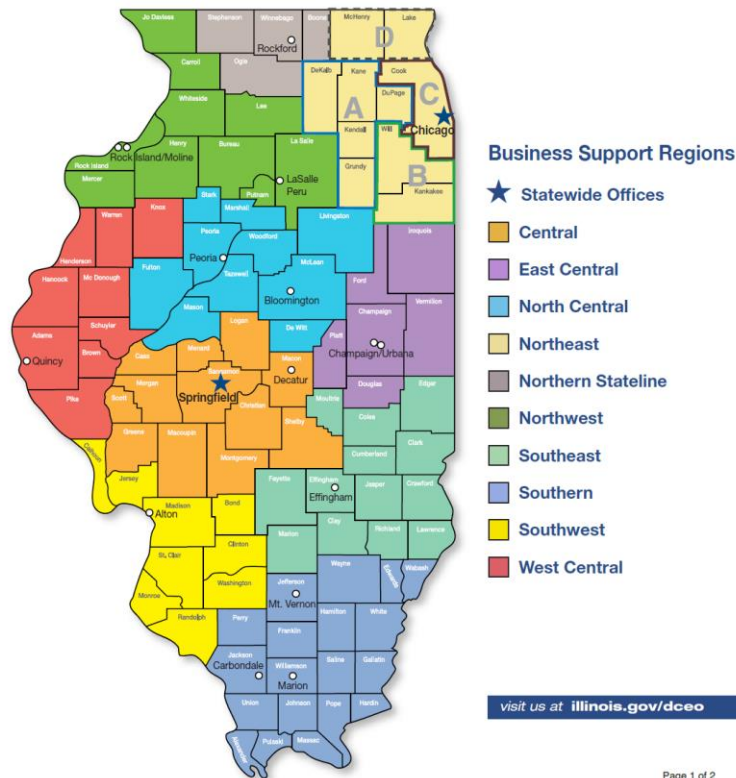 Jo Daviess
Stephenson
Winnebago
Boone
McHenry
Lake
Rockford
D
Carroll
Ogle
DeKalb
Kane
Cook
Whiteside
DuPage
C
A
Lee
Chicago
Rock Island
Rock Island/Moline
Henry
Bureau
La Salle
Kendall
Will
LaSalle
Peru
Grundy
B
Mercer
Putnam
Kankakee
Stark
Marshall
Livingston
Iroquois
Warren
Knox
Peoria
Woodford
Henderson
Peoria
McLean
Ford
Hancock
Mc Donough
Fulton
Tazewell
Bloomington
Champaign
Vermilion
Mason
Logan
De Witt
Schuyler
Adams
Piatt
Champaign/Urbana
Quincy
Brown
Cass
Menard
Macon
Sangamon
Decatur
Douglas
Edgar
Pike
Scott
Morgan
Springfield
Christian
Moultrie
Coles
Shelby
Greene
Macoupin
Clark
Calhoun
Cumberland
Montgomery
Jersey
Fayette
Effingham
Jasper
Crawford
Effingham
Madison
Bond
Alton
Clay
Richland
Lawrence
Clinton
Marion
St. Clair
Wayne
Edwards
Wabash
Washington
Jefferson
Monroe
Mt. Vernon
Randolph
Perry
Hamilton
White
Franklin
Jackson
Carbondale
Williamson
Marion
Saline
Gallatin
Union
Johnson
Pope
Hardin
Alexander
Pulaski
Massac
Business Support Regions
Statewide Offices
Central
East Central
North Central
Northeast
Northern Stateline
Northwest
Southeast
Southern
Southwest
West Central
visit us at illinois.gov/dceo
Page 1 of 2